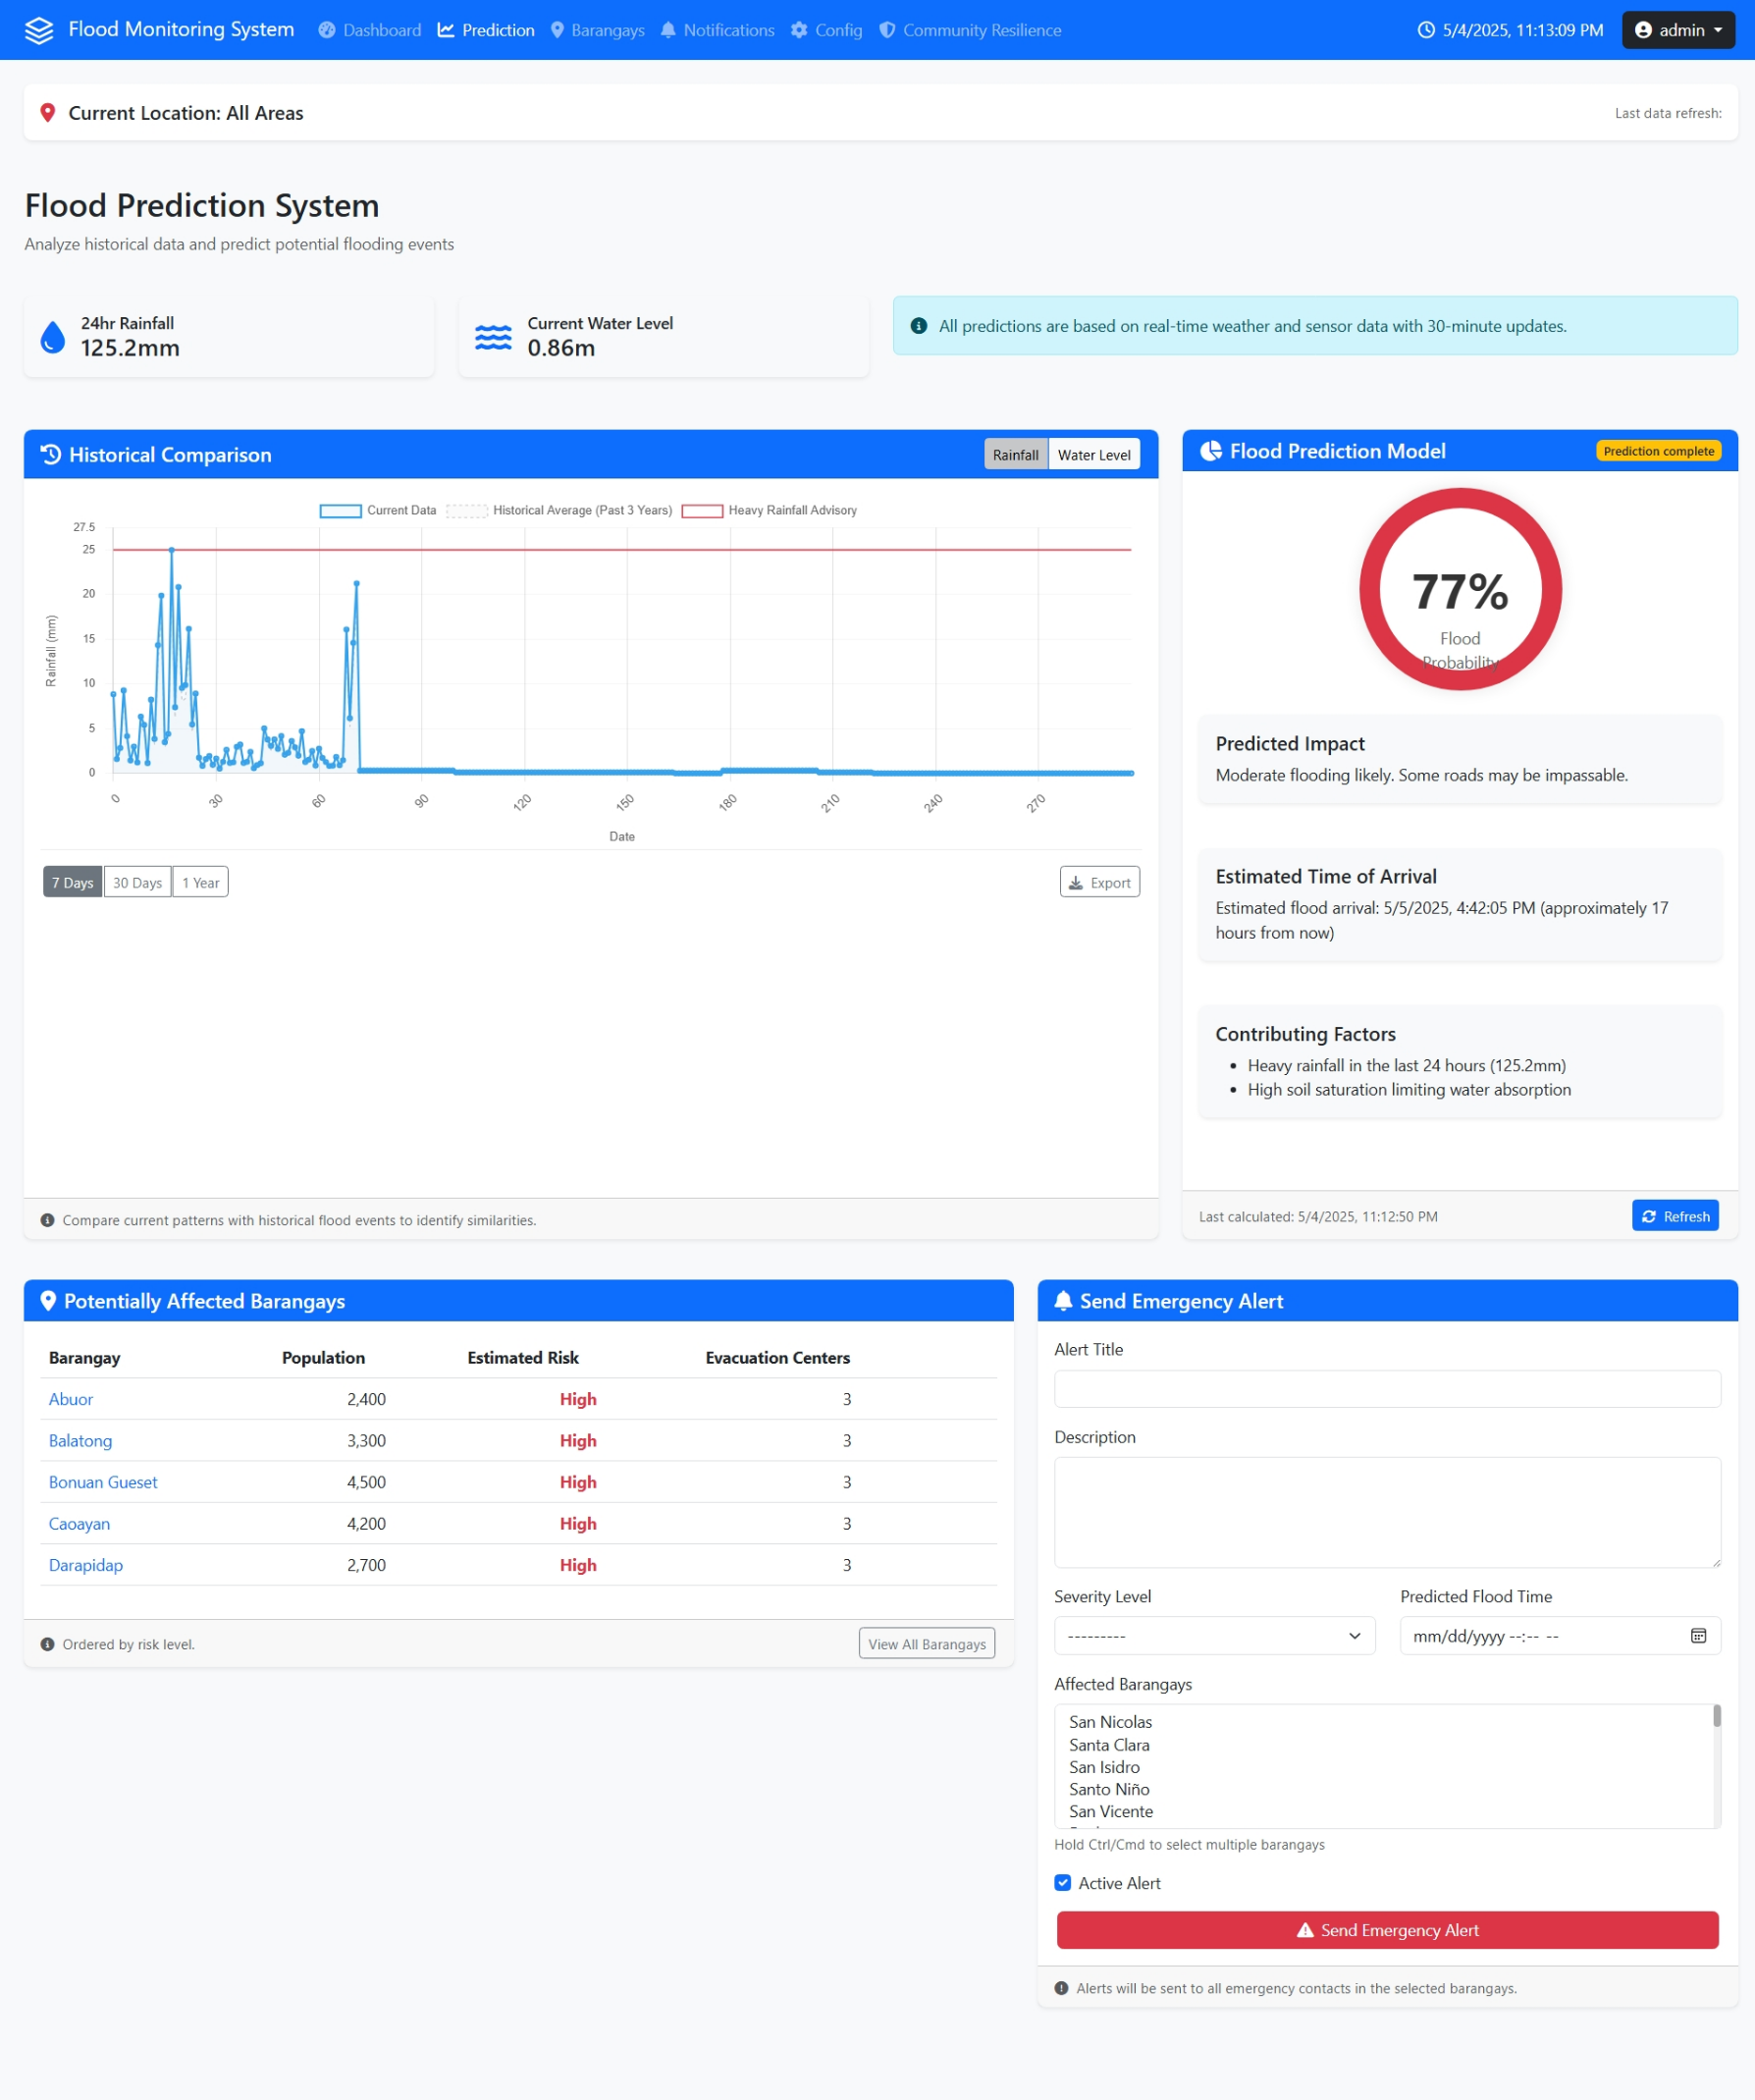 Flood Monitoring System Dashboard Prediction Barangays Notifications Config Community Resilience 5/4/2025, 11:13:09 PM admin
Current Location: All Areas Last data refresh:
Flood Prediction System
Analyze historical data and predict potential flooding events
24hr Rainfall
125.2mm
Current Water Level
0.86m
All predictions are based on real-time weather and sensor data with 30-minute updates.
Historical Comparison Rainfall Water Level
Current Data Historical Average (Past 3 Years) Heavy Rainfall Advisory
27.5
25
20
15
10
5
0
Rainfall (mm)
0 30 60 90 120 150 180 210 240 270
Date
7 Days 30 Days 1 Year Export
Compare current patterns with historical flood events to identify similarities.
Flood Prediction Model Prediction complete
77%
Flood
Probability
Predicted Impact
Moderate flooding likely. Some roads may be impassable.
Estimated Time of Arrival
Estimated flood arrival: 5/5/2025, 4:42:05 PM (approximately 17
hours from now)
Contributing Factors
• Heavy rainfall in the last 24 hours (125.2mm)
• High soil saturation limiting water absorption
Last calculated: 5/4/2025, 11:12:50 PM Refresh
Potentially Affected Barangays
Barangay Population Estimated Risk Evacuation Centers
Abuor 2,400 High 3
Balatong 3,300 High 3
Bonuan Gueset 4,500 High 3
Caoayan 4,200 High 3
Darapidap 2,700 High 3
Ordered by risk level. View All Barangays
Send Emergency Alert
Alert Title
Description
Severity Level Predicted Flood Time
--------- mm/dd/yyyy --:-- --
Affected Barangays
San Nicolas
Santa Clara
San Isidro
Santo Niño
San Vicente
Hold Ctrl/Cmd to select multiple barangays
Active Alert
Send Emergency Alert
Alerts will be sent to all emergency contacts in the selected barangays.